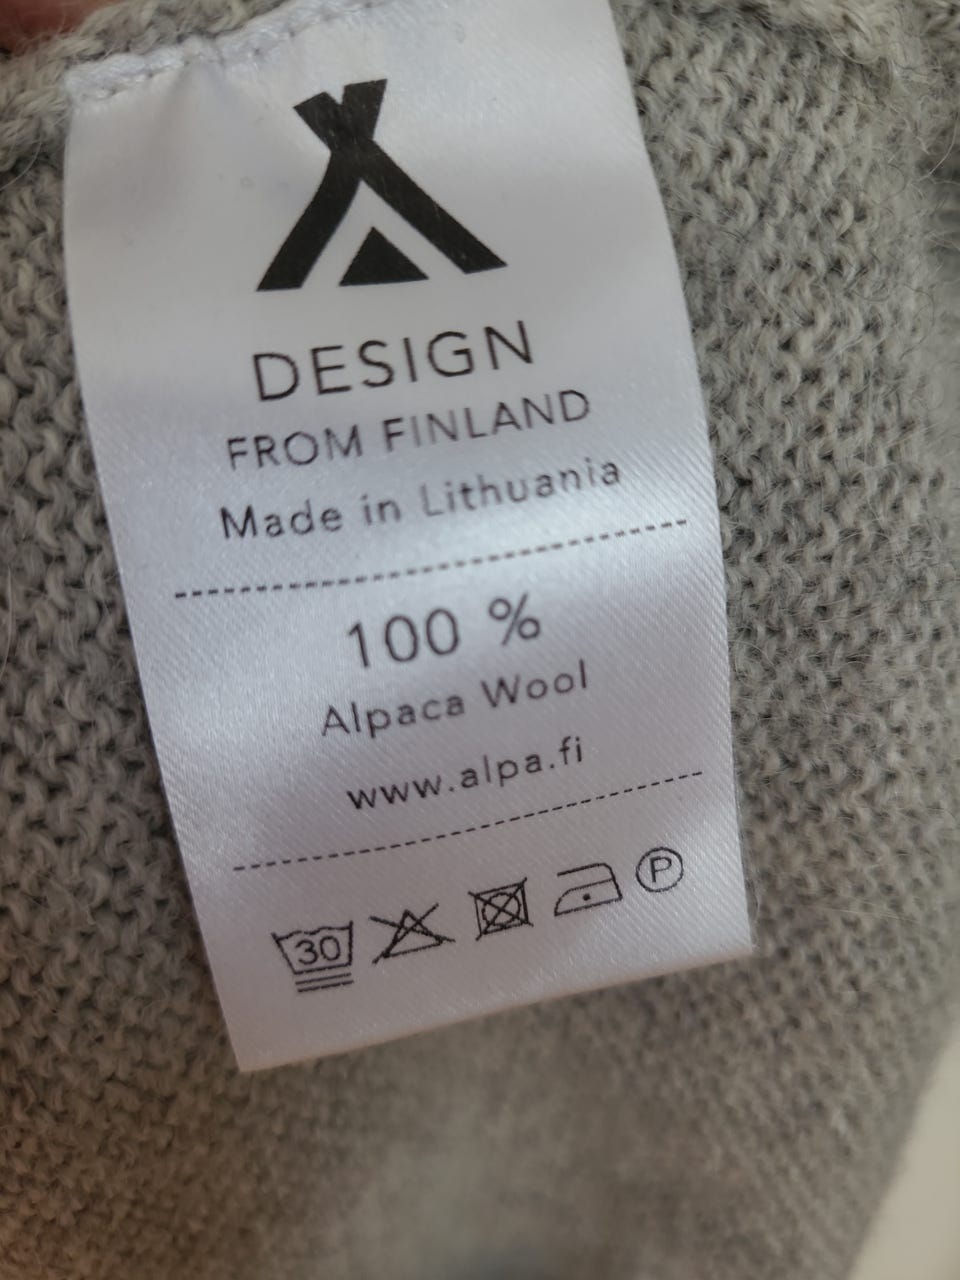 DESIGN
FROM FINLAND
Made in Lithuania
100 %
Alpaca Wool
www.alpa.fi
30 P